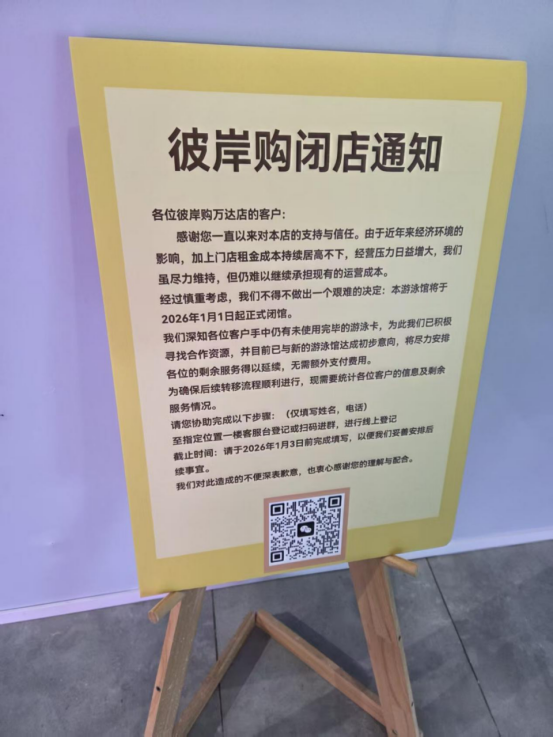 彼岸购闭店通知
各位彼岸购万达店的客户：
感谢您一直以来对本店的支持与信任。由于近年来经济环境的
影响，加上门店租金成本持续居高不下，经营压力日益增大，我们
虽尽力维持，但仍难以继续承担现有的运营成本。
经过慎重考虑，我们不得不做出一个艰难的决定：本游泳馆将于
2026年1月1日起正式闭馆。
我们深知各位客户手中仍有未使用完毕的游泳卡，为此我们已积极
寻找合作资源，并目前已与新的游泳馆达成初步意向，将尽力安排
各位的剩余服务得以延续，无需额外支付费用。
为确保后续转移流程顺利进行，现需要统计各位客户的信息及剩余
服务情况。
请您协助完成以下步骤：（仅填写姓名，电话）
至指定位置一楼客服台登记或扫码进群，进行线上登记
截止时间：请于2026年1月3日前完成填写，以便我们妥善安排后
续事宜。
我们对此造成的不便深表歉意，也衷心感谢您的理解与配合。